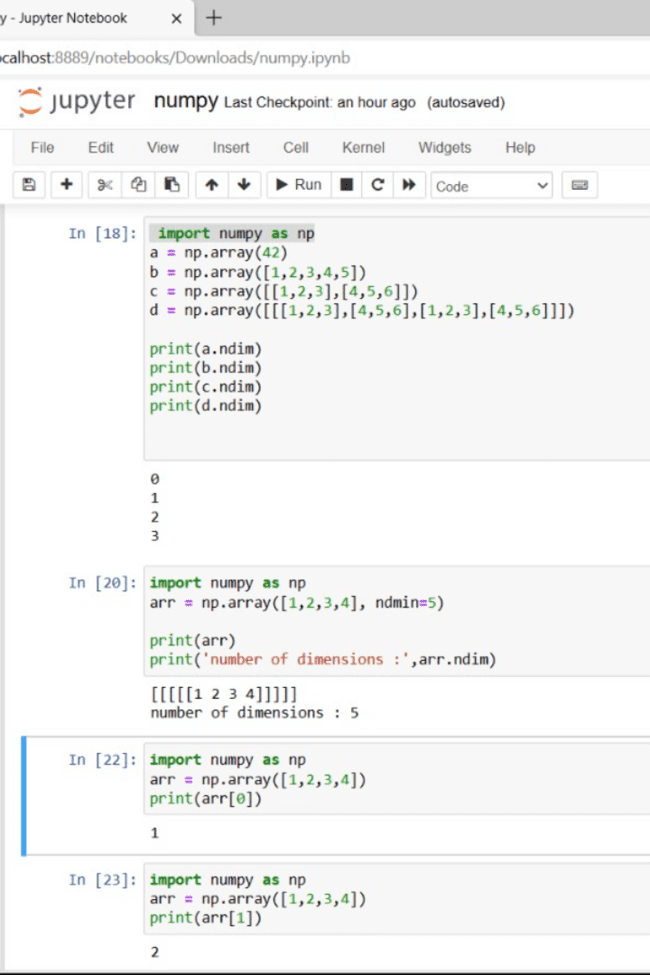 y - Jupyter Notebook
localhost:8889/notebooks/Downloads/numpy.ipynb
jupyter numpy Last Checkpoint: an hour ago (autosaved)
File Edit View Insert Cell Kernel Widgets Help
Run Code
In [18]: import numpy as np
a = np.array(42)
b = np.array([1,2,3,4,5])
c = np.array([[1,2,3],[4,5,6]])
d = np.array([[[1,2,3],[4,5,6],[1,2,3],[4,5,6]]])
print(a.ndim)
print(b.ndim)
print(c.ndim)
print(d.ndim)
0
1
2
3
In [20]: import numpy as np
arr = np.array([1,2,3,4], ndmin=5)
print(arr)
print('number of dimensions :',arr.ndim)
[[[[[1 2 3 4]]]]]
number of dimensions : 5
In [22]: import numpy as np
arr = np.array([1,2,3,4])
print(arr[0])
1
In [23]: import numpy as np
arr = np.array([1,2,3,4])
print(arr[1])
2